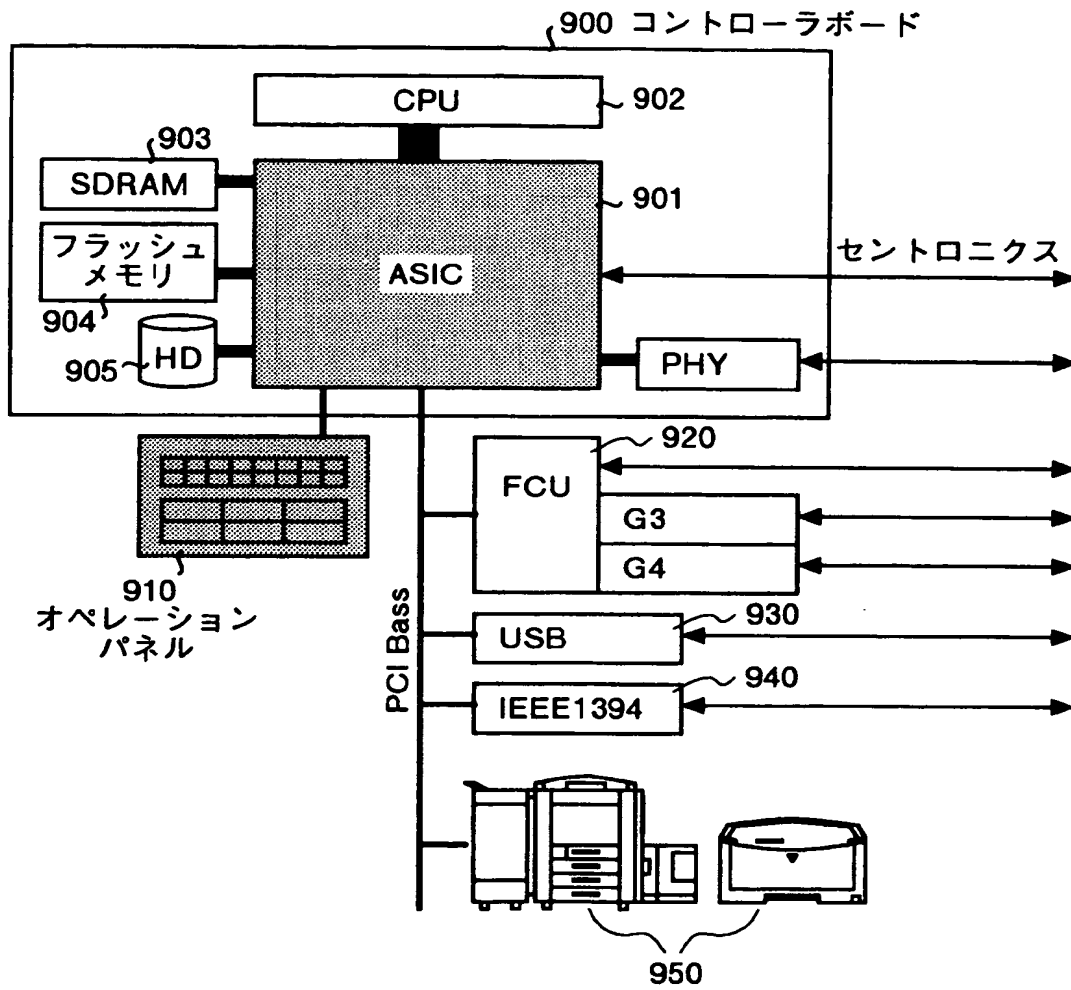 900 コントローラボード
CPU
902
903
SDRAM
901
フラッシュ
メモリ
ASIC
セントロニクス
904
905
HD
PHY
920
FCU
G3
G4
910
オペレーション
パネル
PCI Bass
930
USB
940
IEEE1394
950